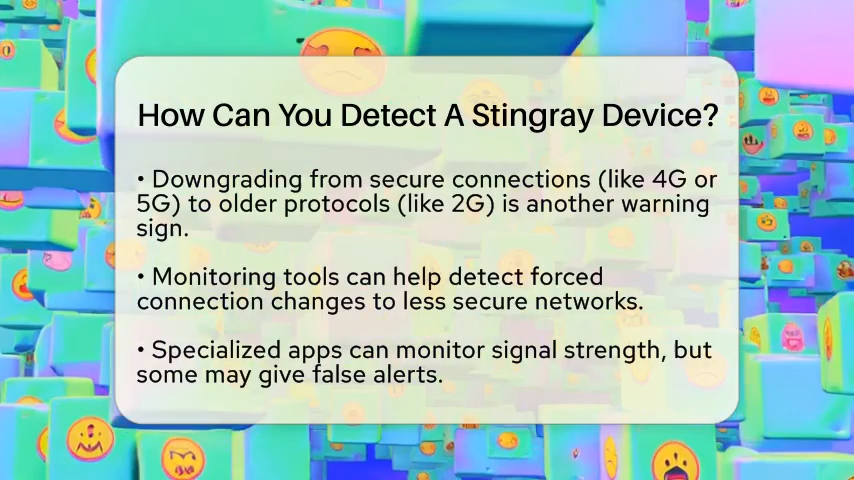 How Can You Detect A Stingray Device?
• Downgrading from secure connections (like 4G or
5G) to older protocols (like 2G) is another warning
sign.
• Monitoring tools can help detect forced
connection changes to less secure networks.
• Specialized apps can monitor signal strength, but
some may give false alerts.